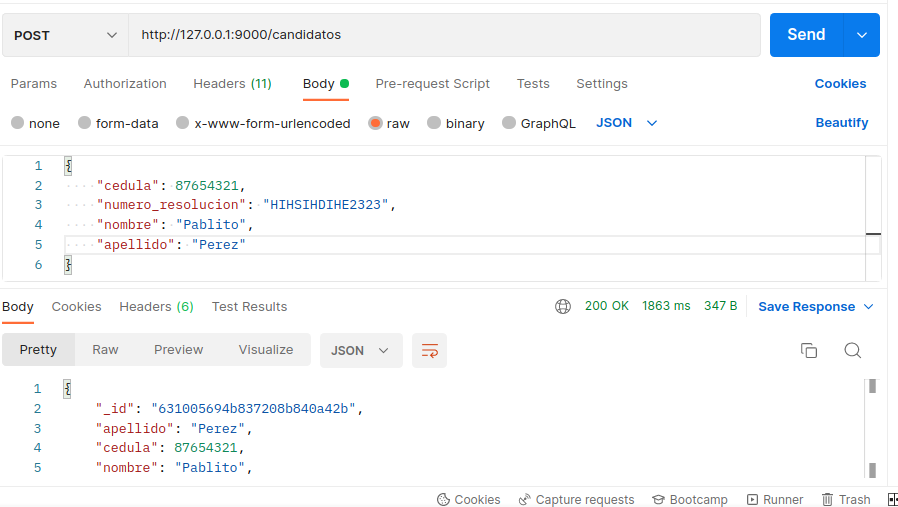 POST http://127.0.0.1:9000/candidatos Send
Params Authorization Headers (11) Body Pre-request Script Tests Settings Cookies
none form-data x-www-form-urlencoded raw binary GraphQL JSON Beautify
1 {
2 "cedula": 87654321,
3 "numero_resolucion": "HIHSIHDIHE2323",
4 "nombre": "Pablito",
5 "apellido": "Perez"
6 }
Body Cookies Headers (6) Test Results 200 OK 1863 ms 347 B Save Response
Pretty Raw Preview Visualize JSON
1 {
2 "_id": "631005694b837208b840a42b",
3 "apellido": "Perez",
4 "cedula": 87654321,
5 "nombre": "Pablito",
Cookies Capture requests Bootcamp Runner Trash